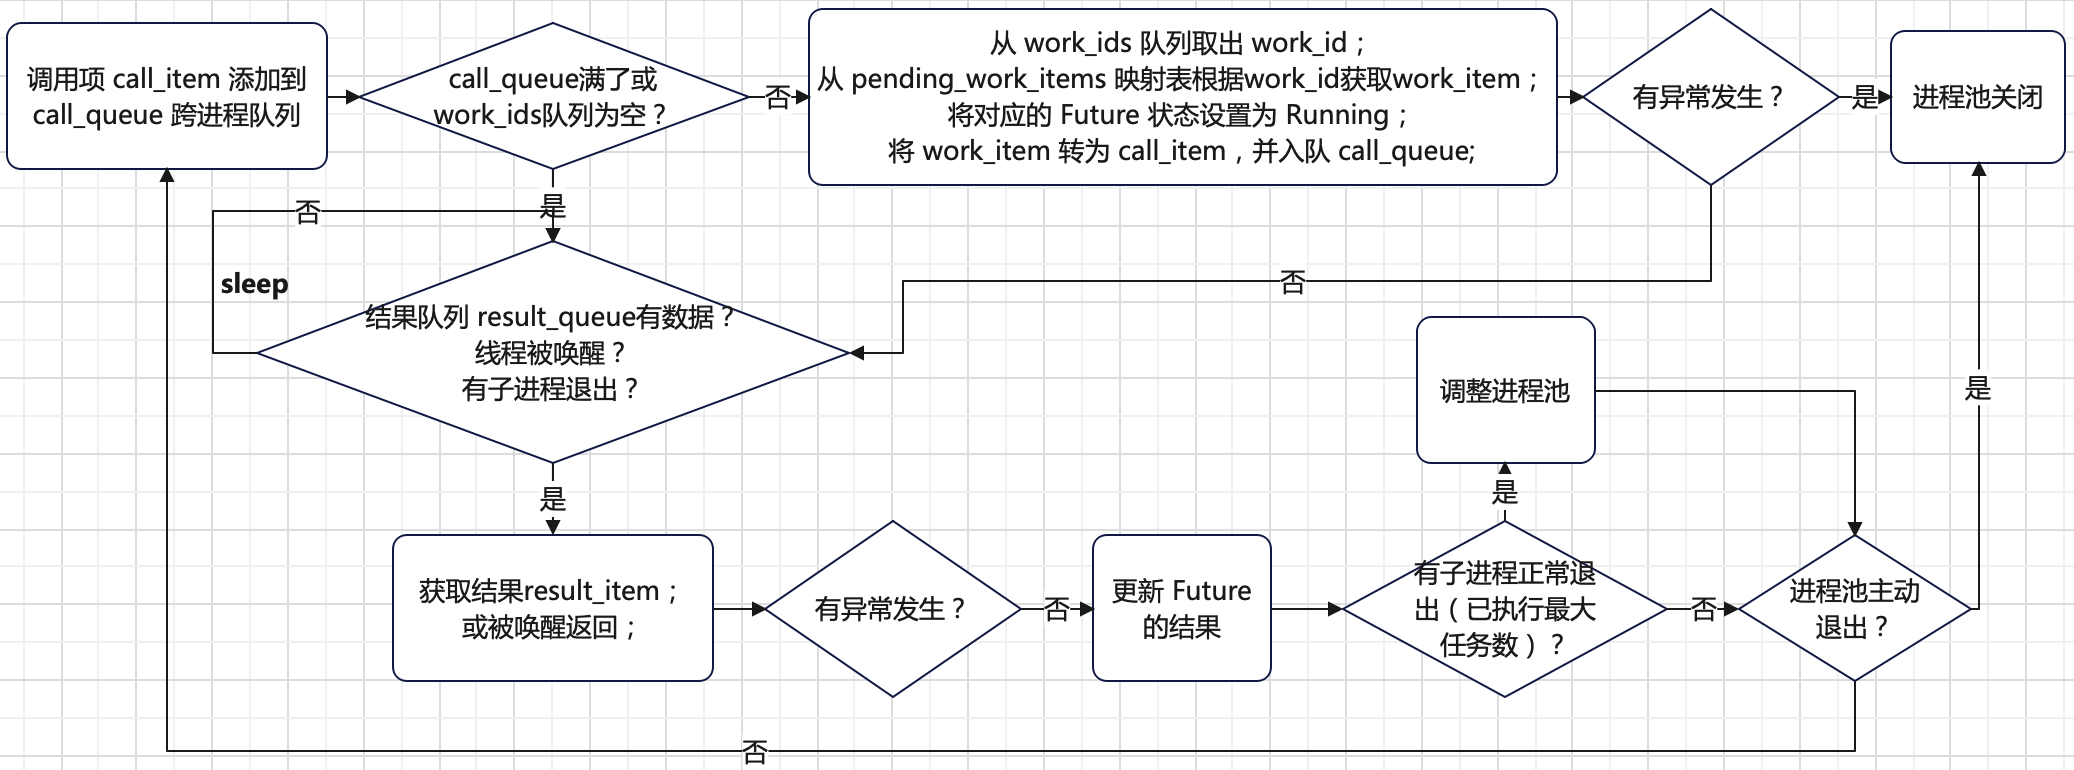 调用项 call_item 添加到
call_queue 跨进程队列
call_queue满了或
work_ids队列为空？
否
从 work_ids 队列取出 work_id；
从 pending_work_items 映射表根据work_id获取work_item；
将对应的 Future 状态设置为 Running；
将 work_item 转为 call_item，并入队 call_queue;
有异常发生？
是
进程池关闭
是
否
sleep
否
结果队列 result_queue有数据？
线程被唤醒？
有子进程退出？
调整进程池
是
是
是
获取结果result_item；
或被唤醒返回；
有异常发生？
否
更新 Future
的结果
有子进程正常退
出（已执行最大
任务数）？
否
进程池主动
退出？
否